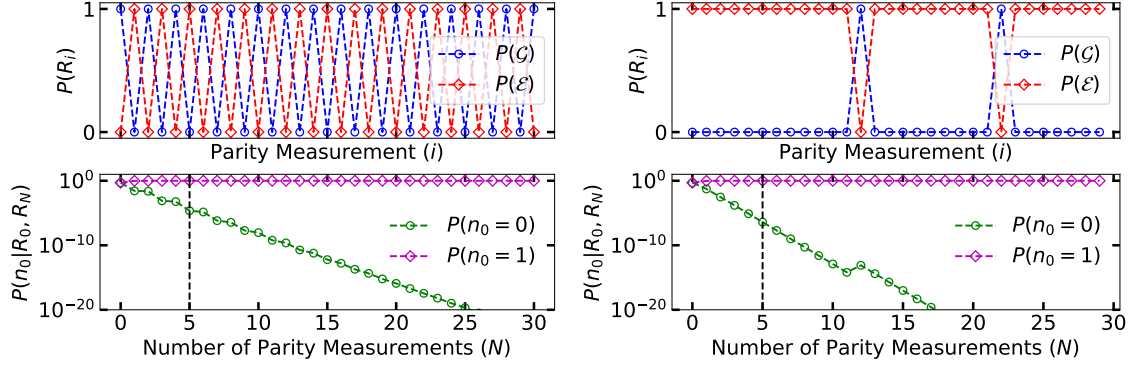 1
0
P(R_i)
P(𝒢)
P(ℰ)
Parity Measurement (i)
1
0
P(R_i)
P(𝒢)
P(ℰ)
Parity Measurement (i)
10^0
10^{-10}
10^{-20}
P(n_0|R_0, R_N)
P(n_0 = 0)
P(n_0 = 1)
0 5 10 15 20 25 30
Number of Parity Measurements (N)
10^0
10^{-10}
10^{-20}
P(n_0|R_0, R_N)
P(n_0 = 0)
P(n_0 = 1)
0 5 10 15 20 25 30
Number of Parity Measurements (N)